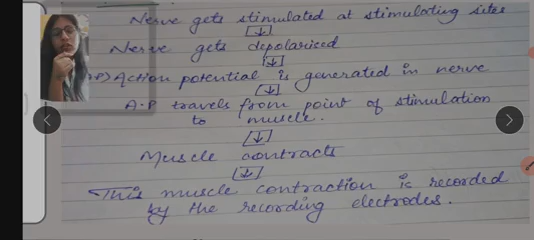 Nerve gets stimulated at stimulating sites
[↓]
Nerve gets depolariced
[↓]
P) Action potential is generated in nerve
[↓]
A.P travels from point of stimulation
to muscle.
[↓]
Muscle contracts
[↓]
This muscle contraction is recorded
by the recording electrodes.